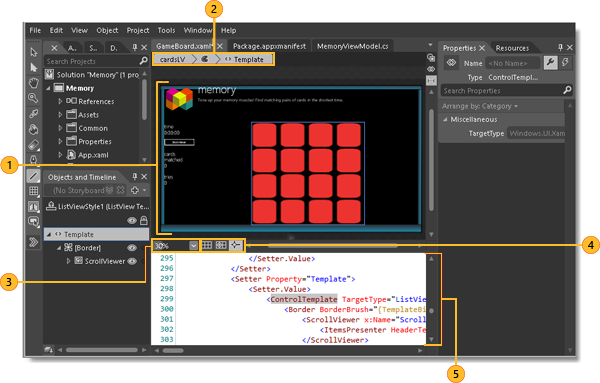 2
File Edit View Object Project Tools Window Help
A.. S.. D.
Search Projects
Solution "Memory" (1 proj
Memory
References
Assets
Common
Properties
App.xaml
GameBoard.xaml* Package.appxmanifest MemoryViewModel.cs
cardsLV <> Template
memory
Time up your memory muscles! Find matching pairs of cards in the shortest time.
time
00:00
cards
matched
0
tries
0
Properties Resources
Name <No Name>
Type ControlTempl...
Search Properties
Arrange by: Category
Miscellaneous
TargetType Windows.UI.Xam
1
Objects and Timeline
(No Storyboard
ListViewStyle1 (ListView Te
<> Template
[Border]
ScrollViewer
3
30%
4
295 </Setter.Value>
296 </Setter>
297 <Setter Property="Template">
298 <Setter.Value>
299 <ControlTemplate TargetType="ListVie
300 <Border BorderBrush="{TemplateBi
301 <ScrollViewer x:Name="Scroll
302 <ItemsPresenter HeaderTe
303 </ScrollViewer>
5